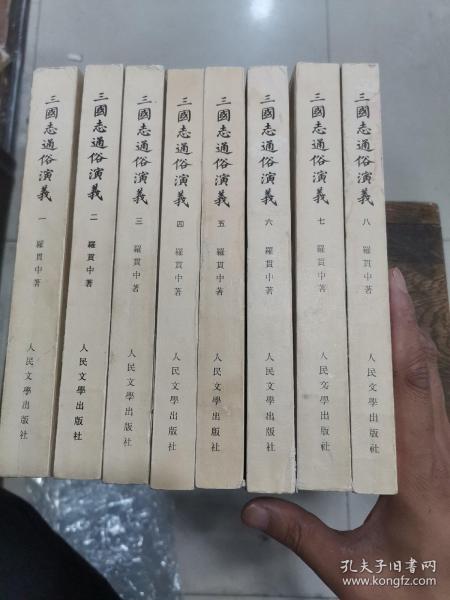 三國志通俗演義 一 羅貫中著 人民文學出版社
三國志通俗演義 二 羅貫中著 人民文學出版社
三國志通俗演義 三 羅貫中著 人民文學出版社
三國志通俗演義 四 羅貫中著 人民文學出版社
三國志通俗演義 五 羅貫中著 人民文學出版社
三國志通俗演義 六 羅貫中著 人民文學出版社
三國志通俗演義 七 羅貫中著 人民文學出版社
三國志通俗演義 八 羅貫中著 人民文學出版社
孔夫子旧书网
www.kongfz.com